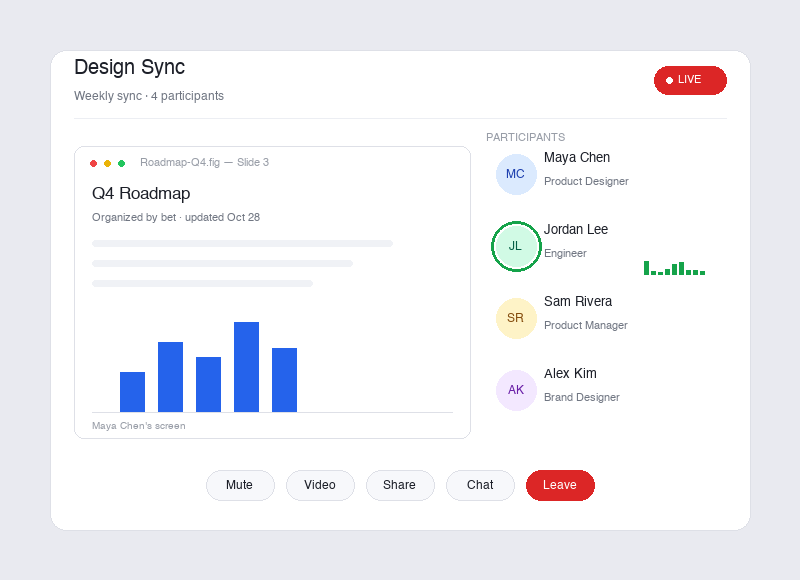 Design Sync
Weekly sync · 4 participants
LIVE
Roadmap-Q4.fig — Slide 3
Q4 Roadmap
Organized by bet · updated Oct 28
Maya Chen's screen
PARTICIPANTS
MC
Maya Chen
Product Designer
JL
Jordan Lee
Engineer
SR
Sam Rivera
Product Manager
AK
Alex Kim
Brand Designer
Mute
Video
Share
Chat
Leave